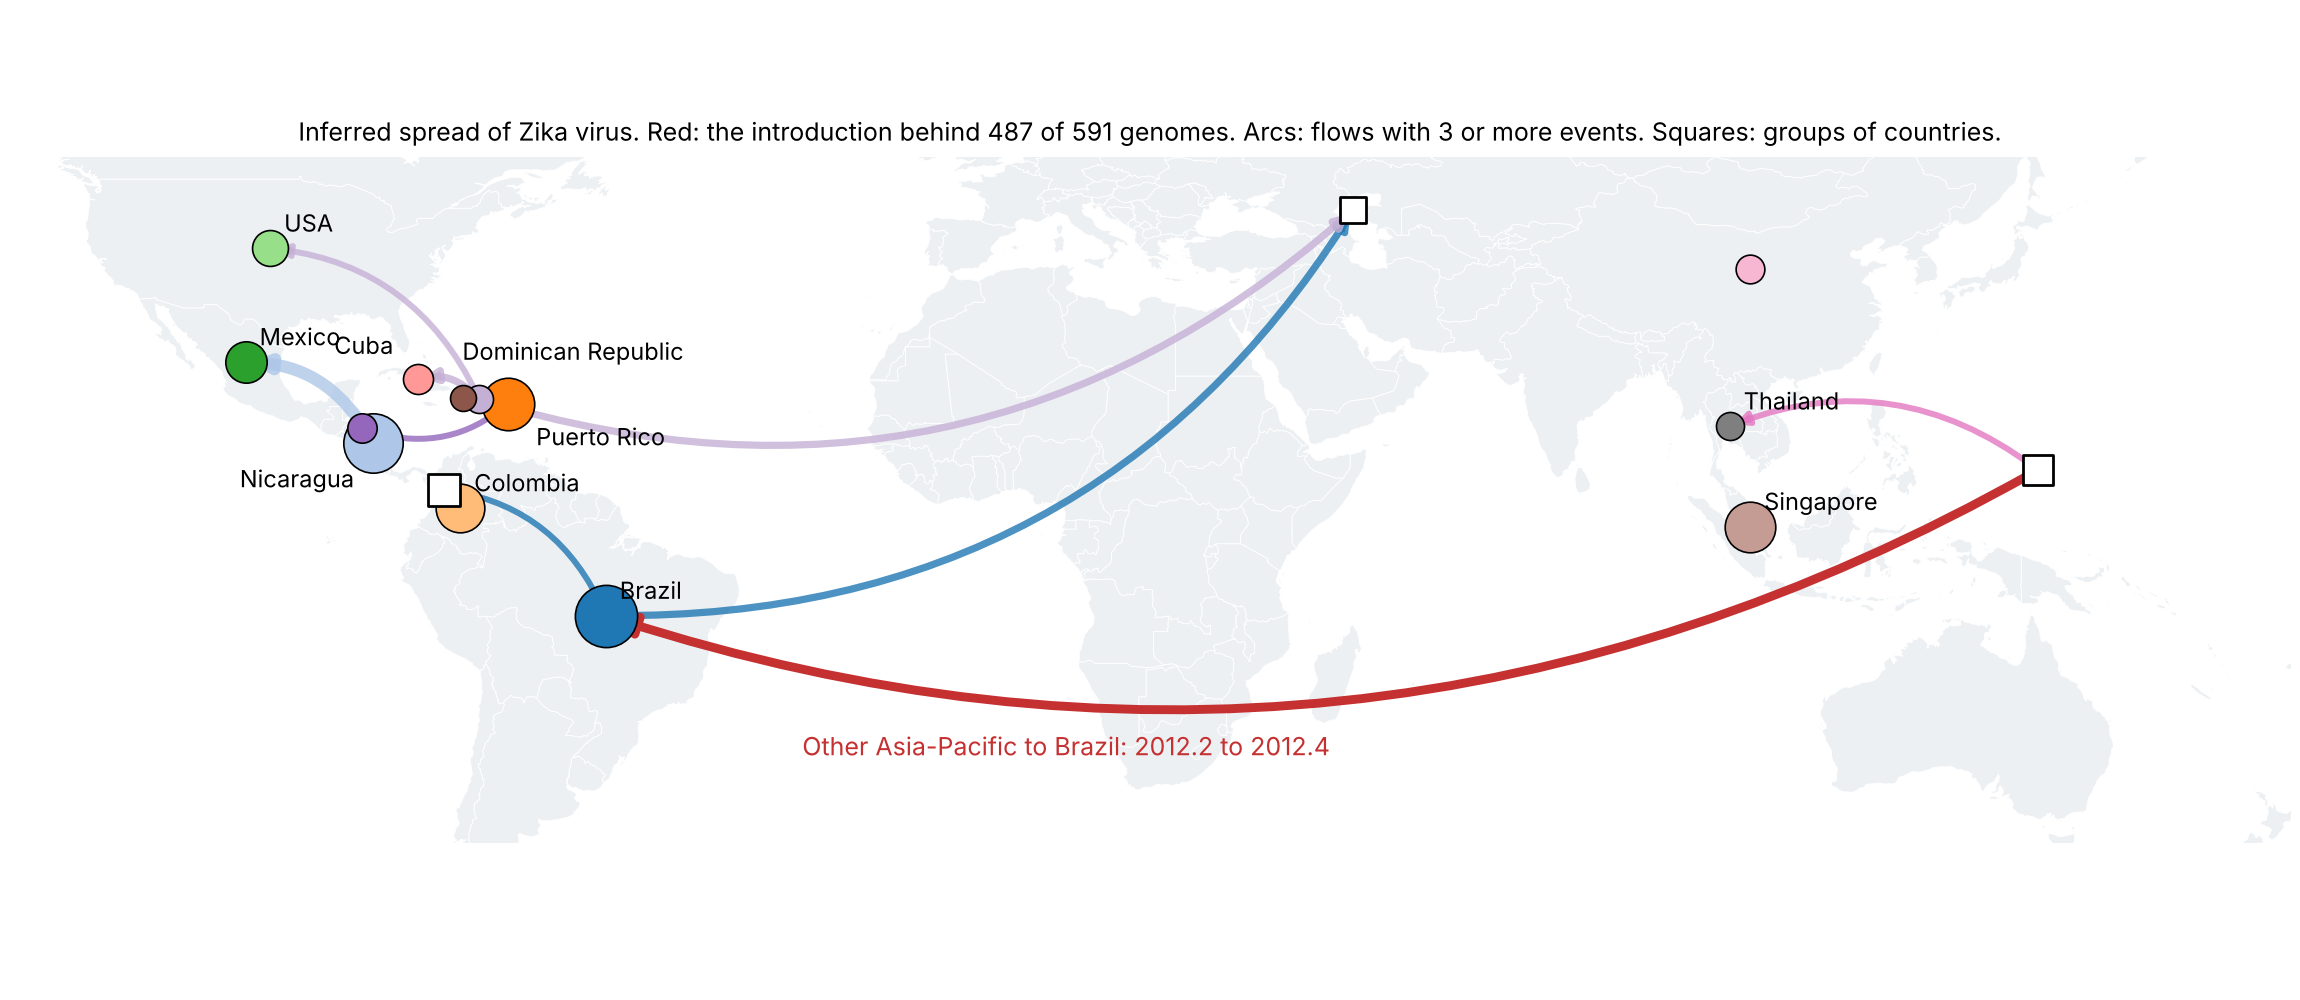 Inferred spread of Zika virus. Red: the introduction behind 487 of 591 genomes. Arcs: flows with 3 or more events. Squares: groups of countries.
USA
Mexico
Cuba
Dominican Republic
Puerto Rico
Nicaragua
Colombia
Brazil
Thailand
Singapore
Other Asia-Pacific to Brazil: 2012.2 to 2012.4